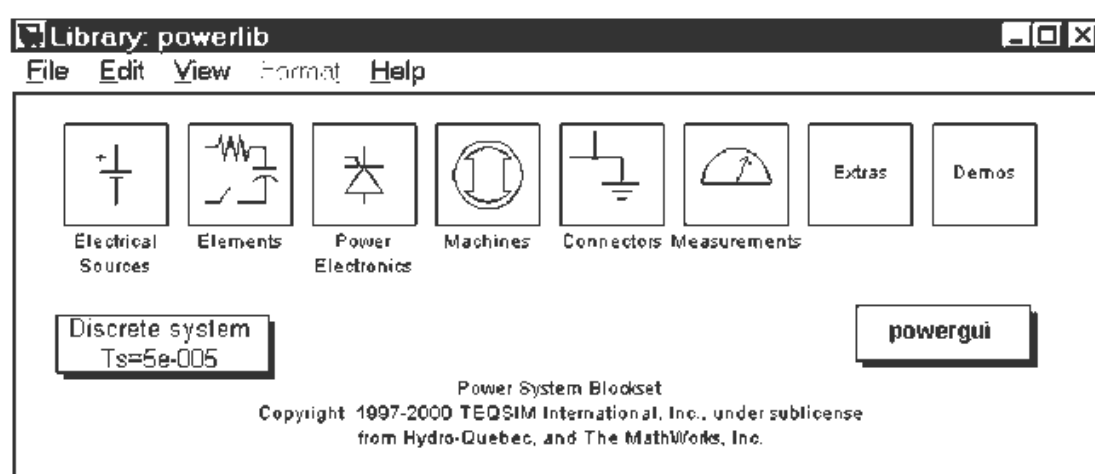 Library: powerlib
File Edit View Format Help
Extras
Demos
Electrical
Sources
Elements
Power
Electronics
Machines
Connectors
Measurements
Discrete system
Ts=5e-005
powergui
Power System Blockset
Copyright 1997-2000 TEQSIM International, Inc., under sublicense
from Hydro-Quebec, and The MathWorks, Inc.